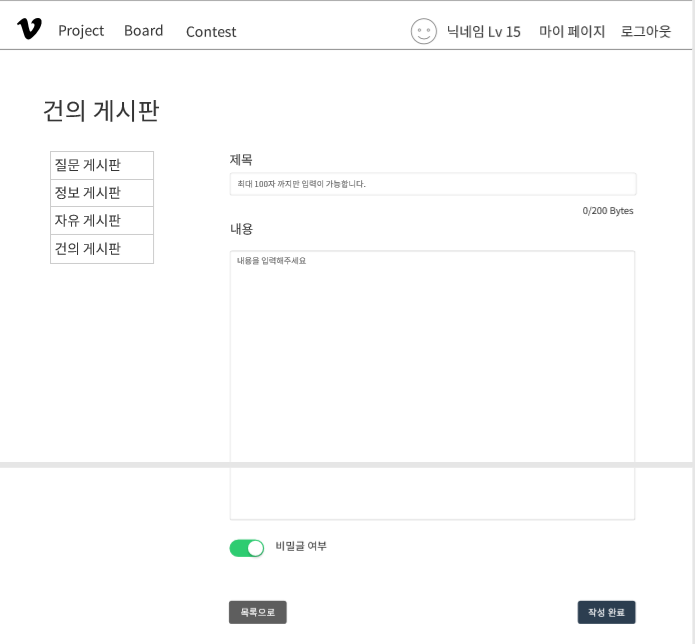 Project Board Contest 닉네임 Lv 15 마이 페이지 로그아웃
건의 게시판
질문 게시판
정보 게시판
자유 게시판
건의 게시판
제목
최대 100자 까지만 입력이 가능합니다.
0/200 Bytes
내용
내용을 입력해주세요
비밀글 여부
목록으로 작성 완료